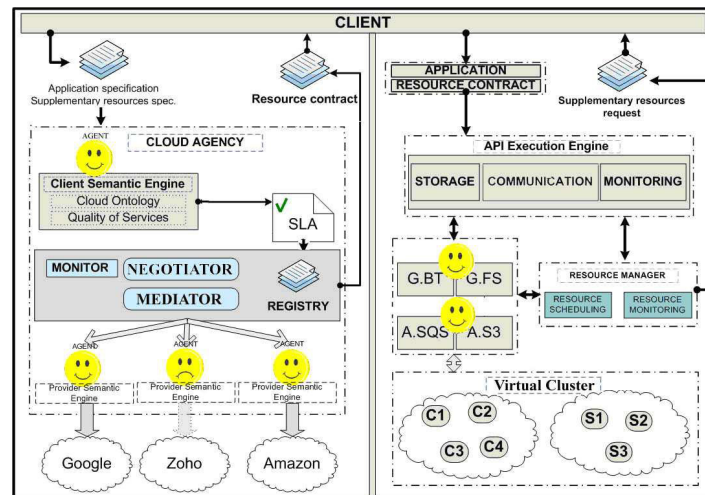 CLIENT
Application specification
Supplementary resources spec.
Resource contract
AGENT
CLOUD AGENCY
Client Semantic Engine
Cloud Ontology
Quality of Services
SLA
MONITOR
NEGOTIATOR
MEDIATOR
REGISTRY
AGENT
AGENT
AGENT
Provider Semantic
Engine
Provider Semantic
Engine
Provider Semantic
Engine
Google
Zoho
Amazon
APPLICATION
RESOURCE CONTRACT
Supplementary resources
request
API Execution Engine
STORAGE
COMMUNICATION
MONITORING
G.BT
G.FS
A.SQS
A.S3
RESOURCE MANAGER
RESOURCE
SCHEDULING
RESOURCE
MONITORING
Virtual Cluster
C1
C2
C3
C4
S1
S2
S3